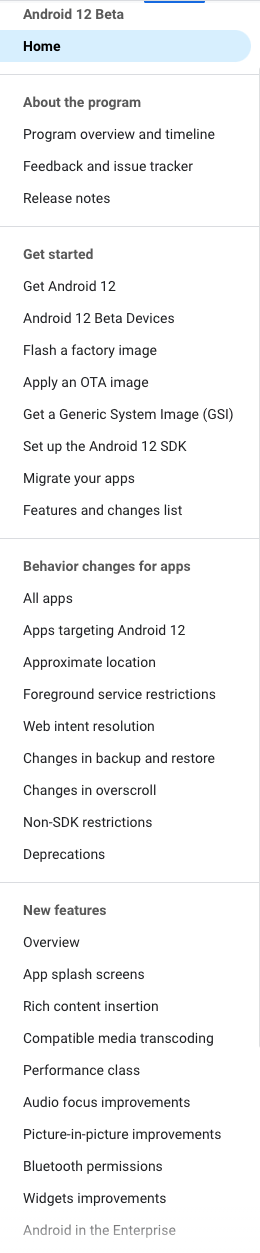 Android 12 Beta
Home
About the program
Program overview and timeline
Feedback and issue tracker
Release notes
Get started
Get Android 12
Android 12 Beta Devices
Flash a factory image
Apply an OTA image
Get a Generic System Image (GSI)
Set up the Android 12 SDK
Migrate your apps
Features and changes list
Behavior changes for apps
All apps
Apps targeting Android 12
Approximate location
Foreground service restrictions
Web intent resolution
Changes in backup and restore
Changes in overscroll
Non-SDK restrictions
Deprecations
New features
Overview
App splash screens
Rich content insertion
Compatible media transcoding
Performance class
Audio focus improvements
Picture-in-picture improvements
Bluetooth permissions
Widgets improvements
Android in the Enterprise